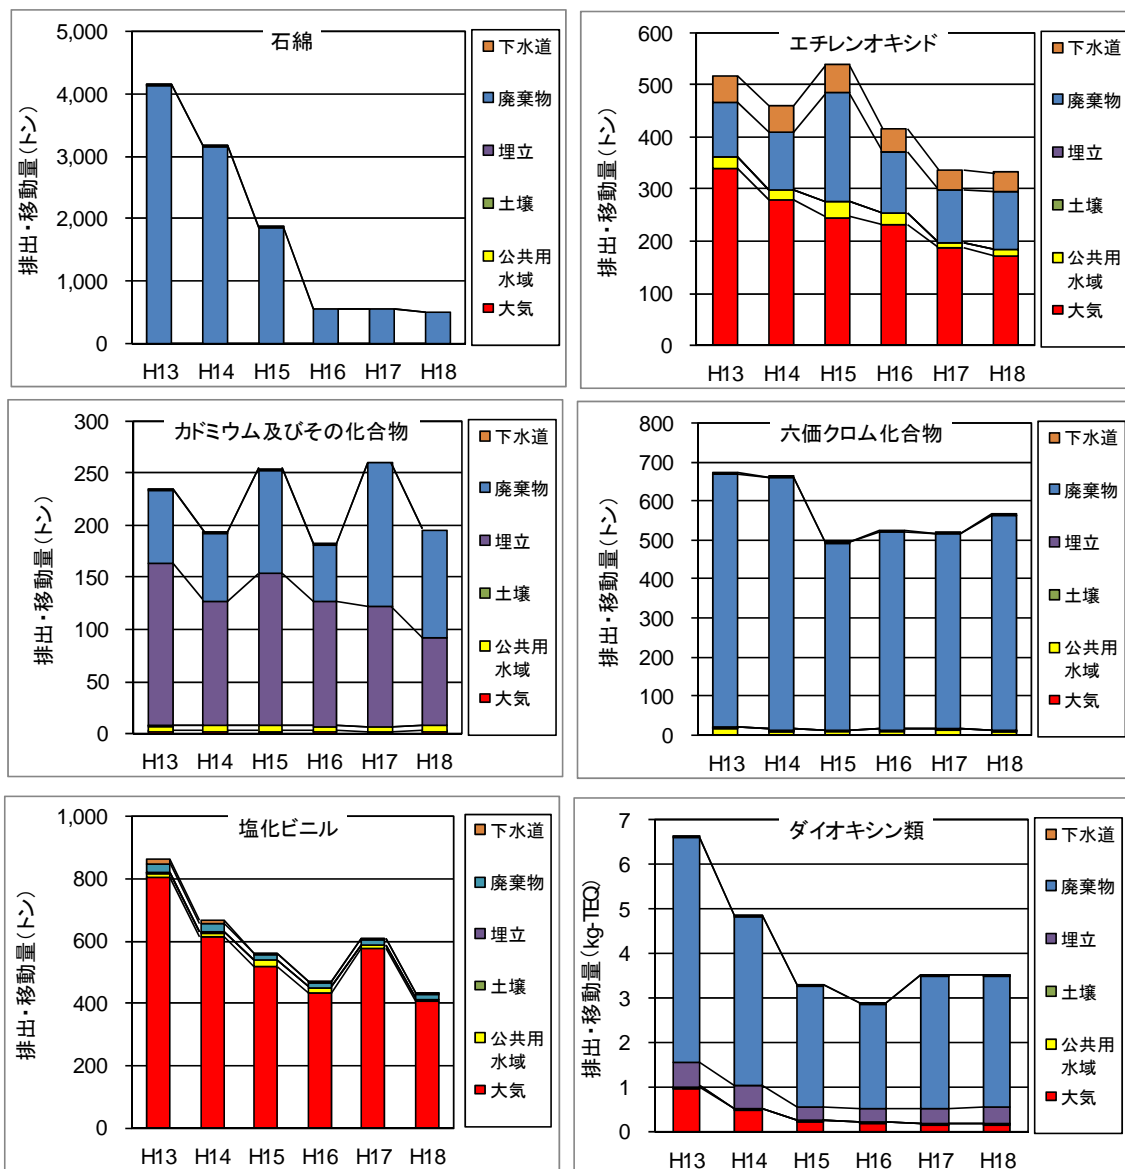 石綿
排出・移動量(トン)
5,000
4,000
3,000
2,000
1,000
0
H13 H14 H15 H16 H17 H18
下水道
廃棄物
埋立
土壌
公共用
水域
大気
エチレンオキシド
排出・移動量(トン)
600
500
400
300
200
100
0
H13 H14 H15 H16 H17 H18
下水道
廃棄物
埋立
土壌
公共用
水域
大気
カドミウム及びその化合物
排出・移動量(トン)
300
250
200
150
100
50
0
H13 H14 H15 H16 H17 H18
下水道
廃棄物
埋立
土壌
公共用
水域
大気
六価クロム化合物
排出・移動量(トン)
800
700
600
500
400
300
200
100
0
H13 H14 H15 H16 H17 H18
下水道
廃棄物
埋立
土壌
公共用
水域
大気
塩化ビニル
排出・移動量(トン)
1,000
800
600
400
200
0
H13 H14 H15 H16 H17 H18
下水道
廃棄物
埋立
土壌
公共用
水域
大気
ダイオキシン類
排出・移動量(kg-TEQ)
7
6
5
4
3
2
1
0
H13 H14 H15 H16 H17 H18
下水道
廃棄物
埋立
土壌
公共用
水域
大気